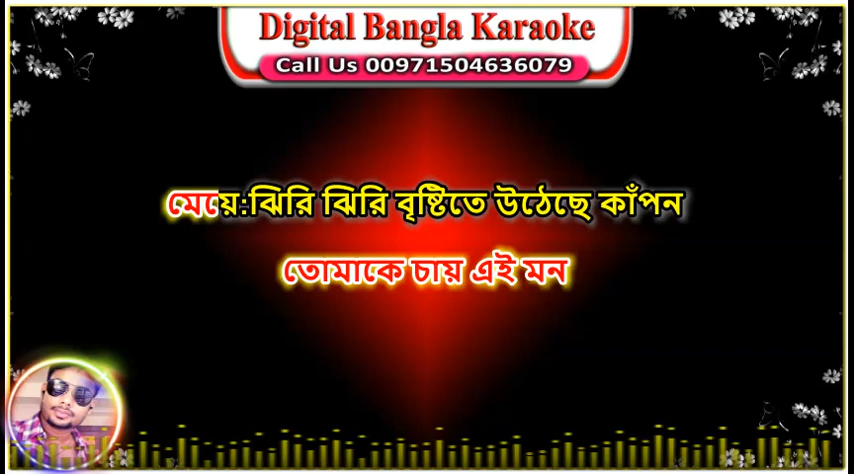 Digital Bangla Karaoke
Call Us 00971504636079
মেয়ে:ঝিরি ঝিরি বৃষ্টিতে উঠেছে কাঁপন
তোমাকে চায় এই মন